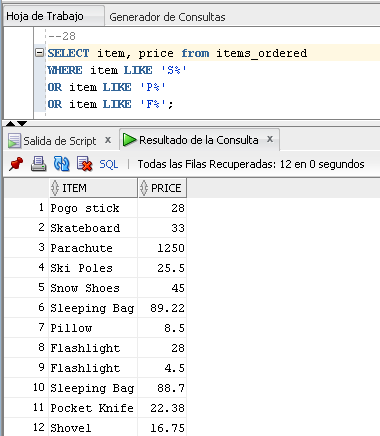 Hoja de Trabajo Generador de Consultas
--28
SELECT item, price from items_ordered
WHERE item LIKE 'S%'
OR item LIKE 'P%'
OR item LIKE 'F%';
Salida de Script x Resultado de la Consulta x
SQL | Todas las Filas Recuperadas: 12 en 0 segundos
ITEM PRICE
1 Pogo stick 28
2 Skateboard 33
3 Parachute 1250
4 Ski Poles 25.5
5 Snow Shoes 45
6 Sleeping Bag 89.22
7 Pillow 8.5
8 Flashlight 28
9 Flashlight 4.5
10 Sleeping Bag 88.7
11 Pocket Knife 22.38
12 Shovel 16.75